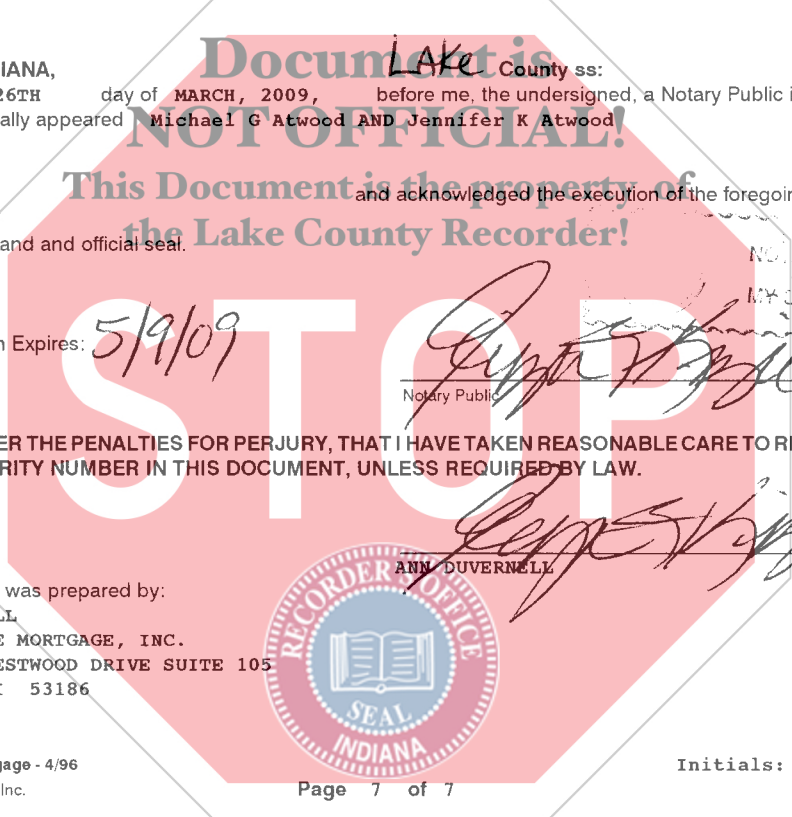 Document is
IANA, LAKe County ss:
26TH day of MARCH, 2009, before me, the undersigned, a Notary Public i
ally appeared Michael G Atwood AND Jennifer K Atwood
NOT OFFICIAL!
This Document is the property of
and acknowledged the execution of the foregoin
the Lake County Recorder!
and and official seal.
NO
MY
STOP
n Expires: 5/9/09
Notary Public
ER THE PENALTIES FOR PERJURY, THAT I HAVE TAKEN REASONABLE CARE TO RE
RITY NUMBER IN THIS DOCUMENT, UNLESS REQUIRED BY LAW.
ANN DUVERNELL
was prepared by:
LL
E MORTGAGE, INC.
ESTWOOD DRIVE SUITE 105
I 53186
RECORDER'S OFFICE
SEAL
INDIANA
gage - 4/96
Initials:
Inc.
Page 7 of 7